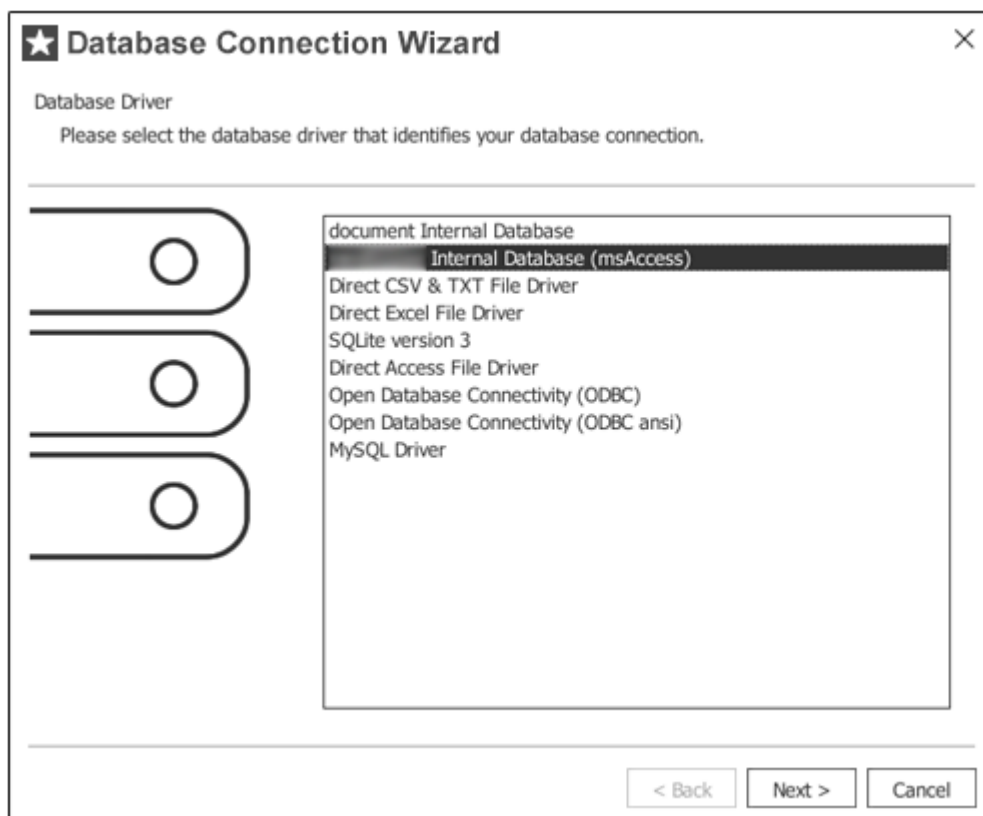 Database Connection Wizard
Database Driver
Please select the database driver that identifies your database connection.
document Internal Database
Internal Database (msAccess)
Direct CSV & TXT File Driver
Direct Excel File Driver
SQLite version 3
Direct Access File Driver
Open Database Connectivity (ODBC)
Open Database Connectivity (ODBC ansi)
MySQL Driver
< Back
Next >
Cancel